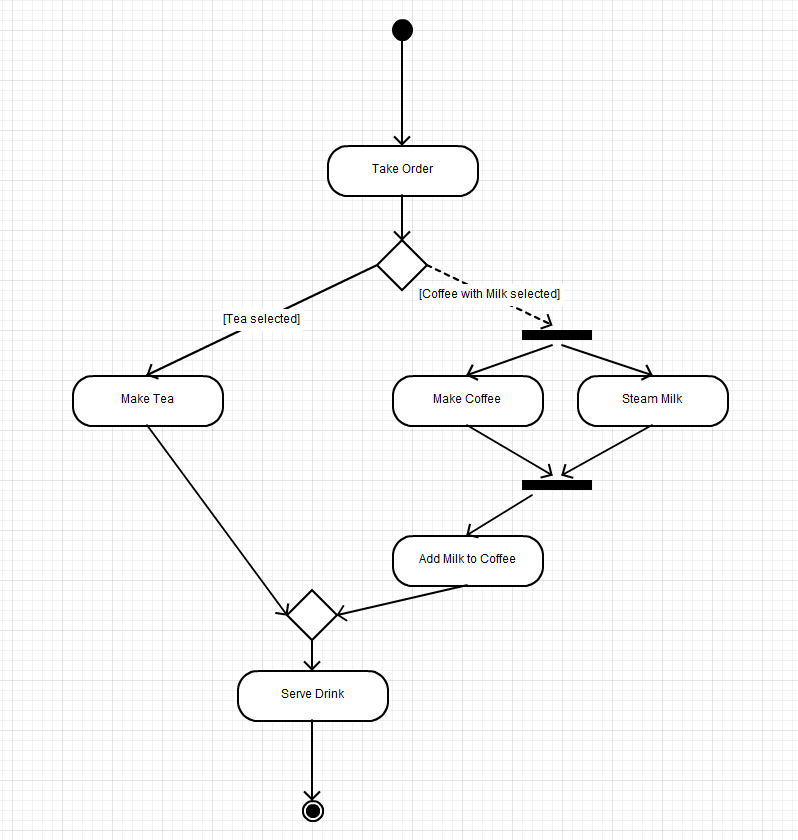 Take Order
[Coffee with Milk selected]
[Tea selected]
Make Tea
Make Coffee
Steam Milk
Add Milk to Coffee
Serve Drink